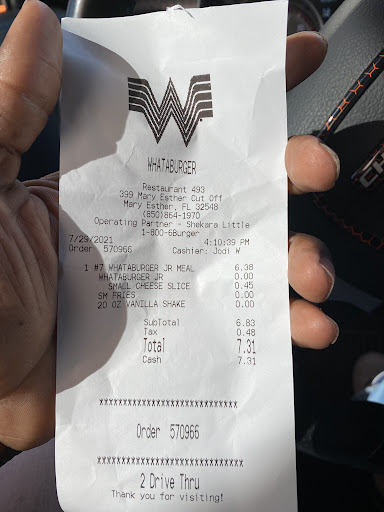 W
WHATABURGER
Restaurant 493
399 Mary Esther Cut Off
Mary Esther, FL 32548
(850)864-1970
Operating Partner - Shekara Little
1-800-6Burger
7/29/2021 4:10:39 PM
Order 570966 Cashier: Jodi W
1 #7 WHATABURGER JR MEAL 6.38
WHATABURGER JR 0.00
SMALL CHEESE SLICE 0.45
SM FRIES 0.00
20 OZ VANILLA SHAKE 0.00
SubTotal 6.83
Tax 0.48
Total 7.31
Cash 7.31
xxxxxxxxxxxxxxxxxxxxxxxxxxxx
Order 570966
xxxxxxxxxxxxxxxxxxxxxxxxxxxx
2 Drive Thru
Thank you for visiting!